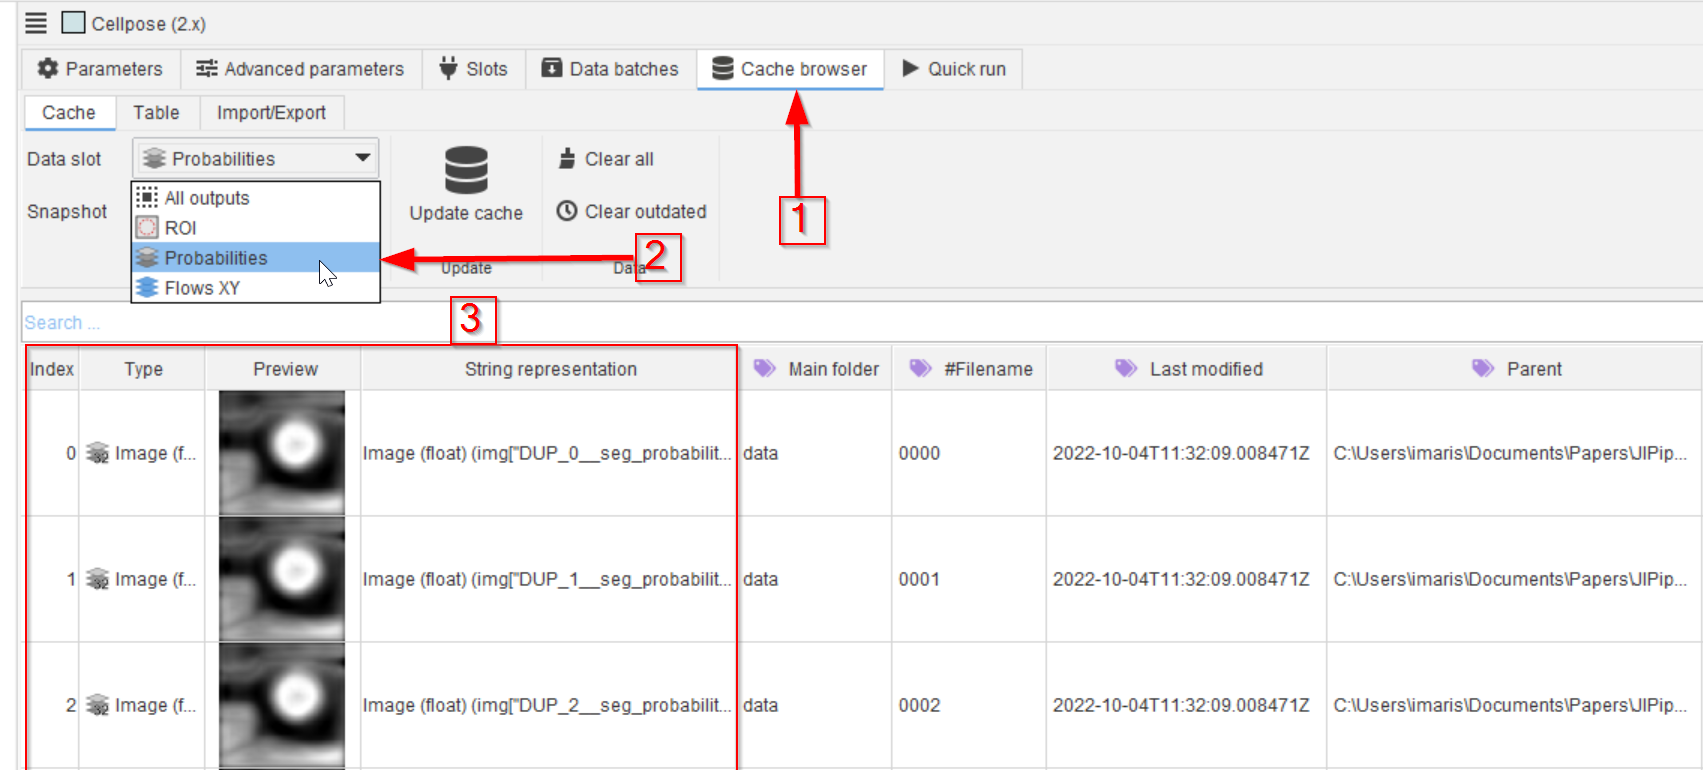 Cellpose (2.x)
Parameters Advanced parameters Slots Data batches Cache browser Quick run
Cache Table Import/Export
Data slot Probabilities Clear all
Snapshot Update cache Clear outdated 1
All outputs
ROI
Probabilities 2
Update Data
Flows XY
Search ... 3
Index Type Preview String representation Main folder #Filename Last modified Parent
0 32 Image (f... Image (float) (img["DUP_0__seg_probabilit... data 0000 2022-10-04T11:32:09.008471Z C:\Users\imaris\Documents\Papers\JIPip...
1 32 Image (f... Image (float) (img["DUP_1__seg_probabilit... data 0001 2022-10-04T11:32:09.008471Z C:\Users\imaris\Documents\Papers\JIPip...
2 32 Image (f... Image (float) (img["DUP_2__seg_probabilit... data 0002 2022-10-04T11:32:09.008471Z C:\Users\imaris\Documents\Papers\JIPip...